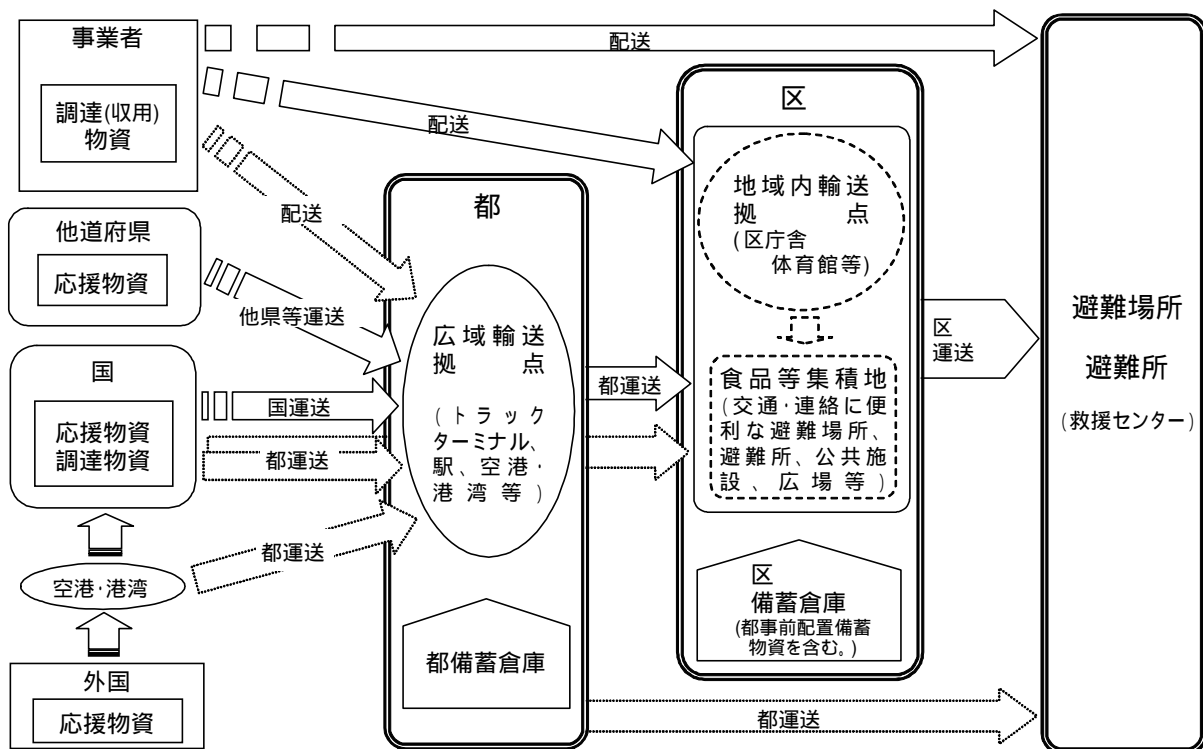 事業者
調達(収用)
物資
配送
配送
配送
他道府県
応援物資
他県等運送
国
応援物資
調達物資
国運送
都運送
空港・港湾
都運送
外国
応援物資
都
広域輸送
拠点
(トラック
ターミナル、
駅、空港・
港湾等)
都備蓄倉庫
都運送
都運送
区
地域内輸送
拠点
(区庁舎
体育館等)
食品等集積地
(交通・連絡に便
利な避難場所、
避難所、公共施
設、広場等)
区
備蓄倉庫
(都事前配置備蓄
物資を含む。)
区
運送
避難場所
避難所
(救援センター)